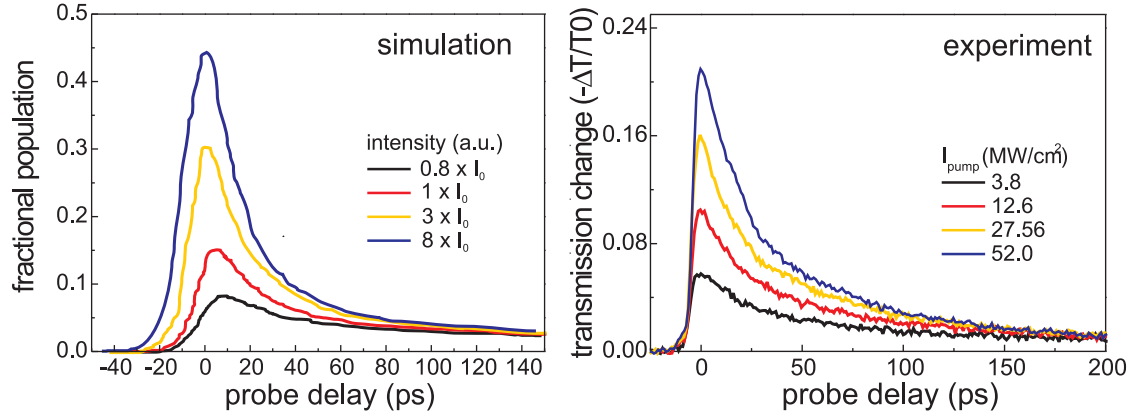 simulation
fractional population
0.5
0.4
0.3
0.2
0.1
0.0
intensity (a.u.)
0.8 x I₀
1 x I₀
3 x I₀
8 x I₀
-40 -20 0 20 40 60 80 100 120 140
probe delay (ps)
experiment
transmission change (-ΔT/T0)
0.24
0.16
0.08
0.00
Ipump (MW/cm²)
3.8
12.6
27.56
52.0
0 50 100 150 200
probe delay (ps)